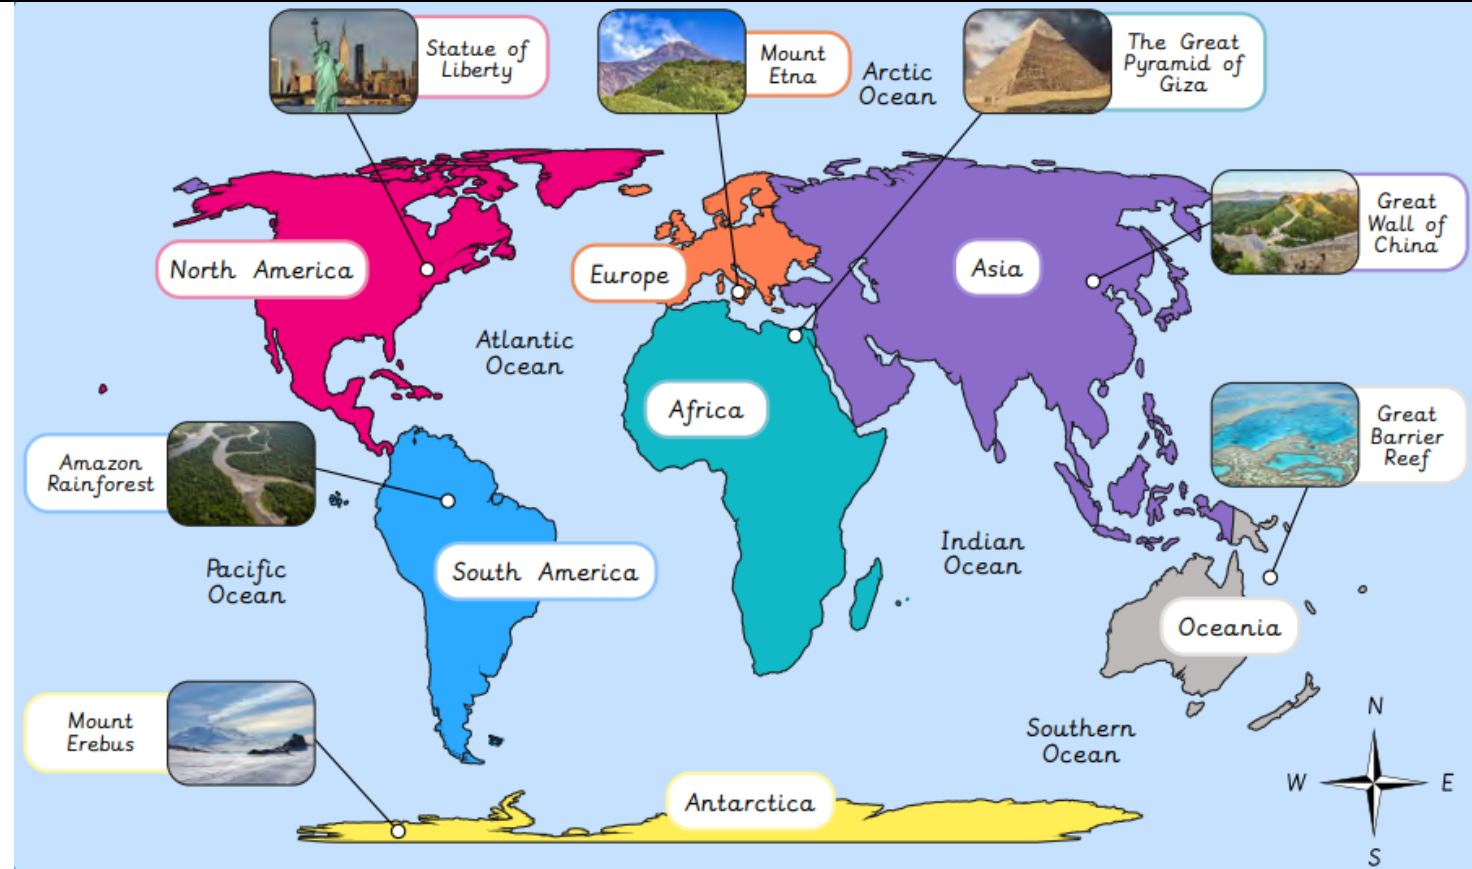 Statue of
Liberty
Mount
Etna
Arctic
Ocean
The Great
Pyramid of
Giza
Great
Wall of
China
North America
Europe
Asia
Atlantic
Ocean
Africa
Great
Barrier
Reef
Amazon
Rainforest
Pacific
Ocean
South America
Indian
Ocean
Oceania
Mount
Erebus
Southern
Ocean
Antarctica
N
W
E
S